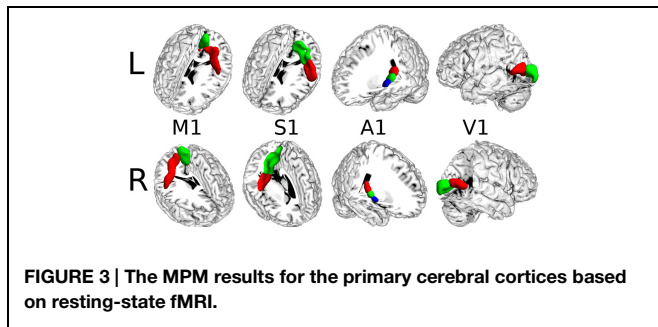 L
M1 S1 A1 V1
R
FIGURE 3 | The MPM results for the primary cerebral cortices based
on resting-state fMRI.